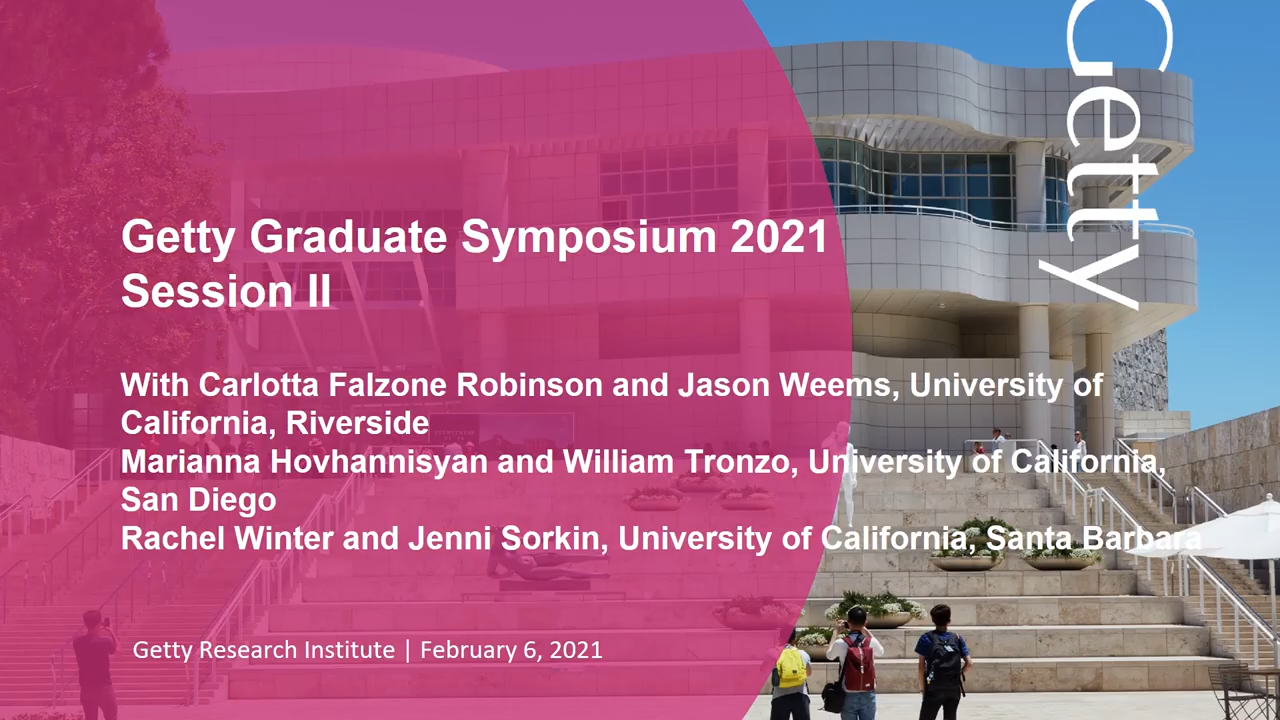 Getty
Getty Graduate Symposium 2021
Session II
With Carlotta Falzone Robinson and Jason Weems, University of
California, Riverside
Marianna Hovhannisyan and William Tronzo, University of California,
San Diego
Rachel Winter and Jenni Sorkin, University of California, Santa Barbara
Getty Research Institute | February 6, 2021